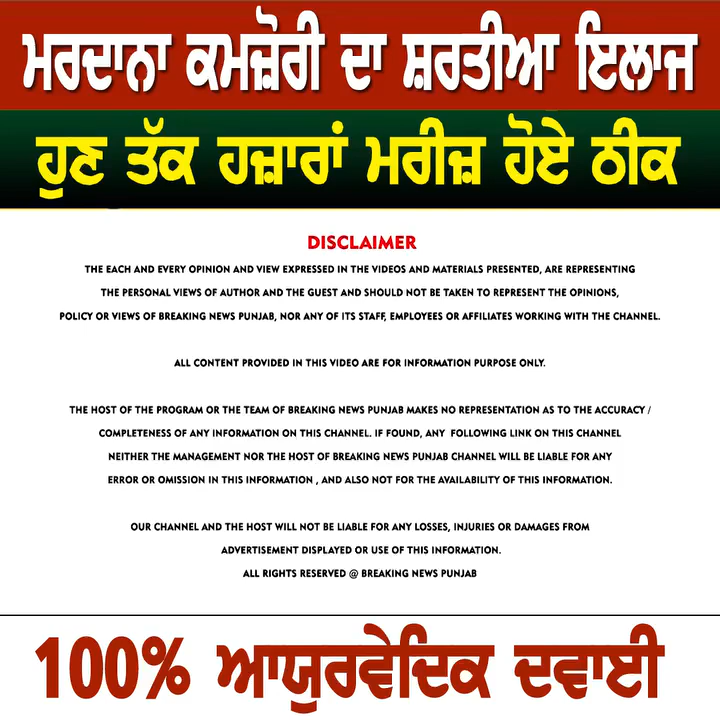 ਮਰਦਾਨਾ ਕਮਜ਼ੋਰੀ ਦਾ ਸ਼ਰਤੀਆ ਇਲਾਜ
ਹੁਣ ਤੱਕ ਹਜ਼ਾਰਾਂ ਮਰੀਜ਼ ਹੋਏ ਠੀਕ
DISCLAIMER
THE EACH AND EVERY OPINION AND VIEW EXPRESSED IN THE VIDEOS AND MATERIALS PRESENTED, ARE REPRESENTING
THE PERSONAL VIEWS OF AUTHOR AND THE GUEST AND SHOULD NOT BE TAKEN TO REPRESENT THE OPINIONS,
POLICY OR VIEWS OF BREAKING NEWS PUNJAB, NOR ANY OF ITS STAFF, EMPLOYEES OR AFFILIATES WORKING WITH THE CHANNEL.
ALL CONTENT PROVIDED IN THIS VIDEO ARE FOR INFORMATION PURPOSE ONLY.
THE HOST OF THE PROGRAM OR THE TEAM OF BREAKING NEWS PUNJAB MAKES NO REPRESENTATION AS TO THE ACCURACY /
COMPLETENESS OF ANY INFORMATION ON THIS CHANNEL. IF FOUND, ANY FOLLOWING LINK ON THIS CHANNEL
NEITHER THE MANAGEMENT NOR THE HOST OF BREAKING NEWS PUNJAB CHANNEL WILL BE LIABLE FOR ANY
ERROR OR OMISSION IN THIS INFORMATION , AND ALSO NOT FOR THE AVAILABILITY OF THIS INFORMATION.
OUR CHANNEL AND THE HOST WILL NOT BE LIABLE FOR ANY LOSSES, INJURIES OR DAMAGES FROM
ADVERTISEMENT DISPLAYED OR USE OF THIS INFORMATION.
ALL RIGHTS RESERVED @ BREAKING NEWS PUNJAB
100% ਆਯੁਰਵੇਦਿਕ ਦਵਾਈ